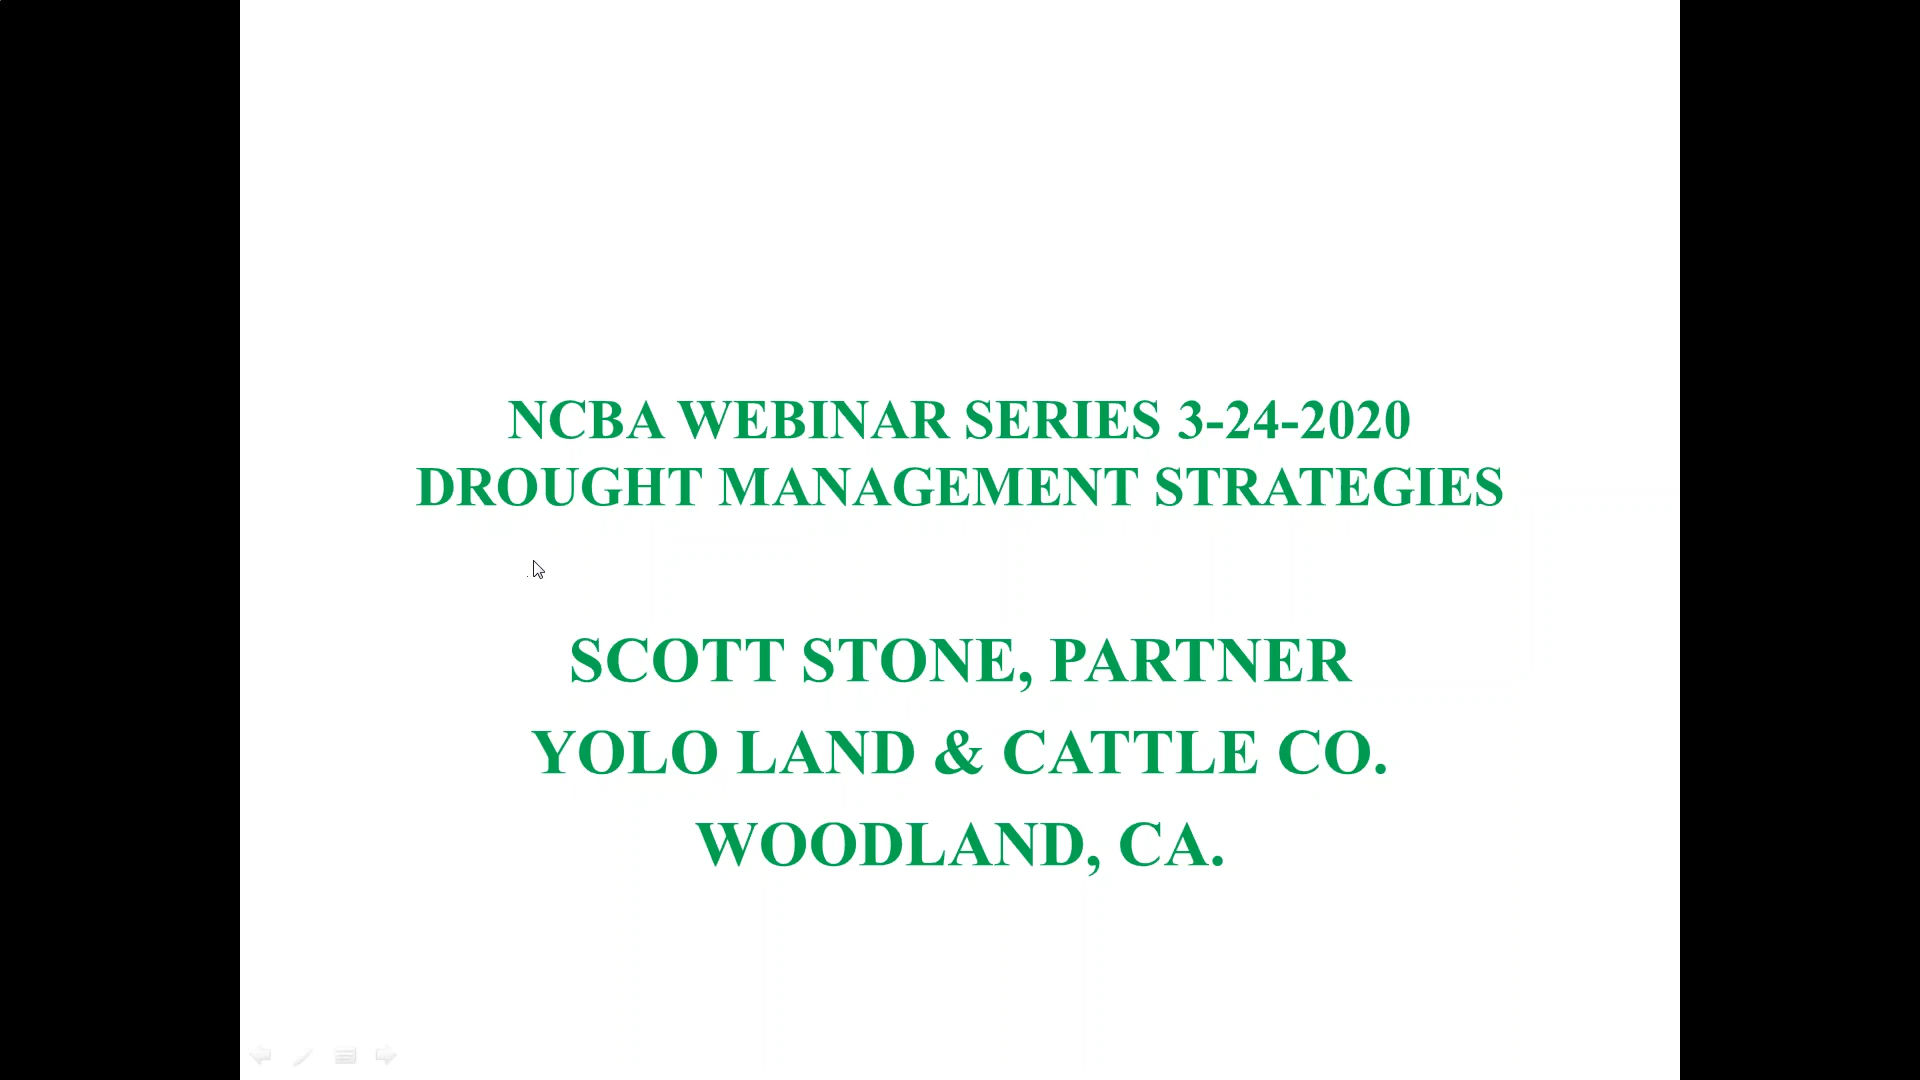 NCBA WEBINAR SERIES 3-24-2020
DROUGHT MANAGEMENT STRATEGIES
SCOTT STONE, PARTNER
YOLO LAND & CATTLE CO.
WOODLAND, CA.